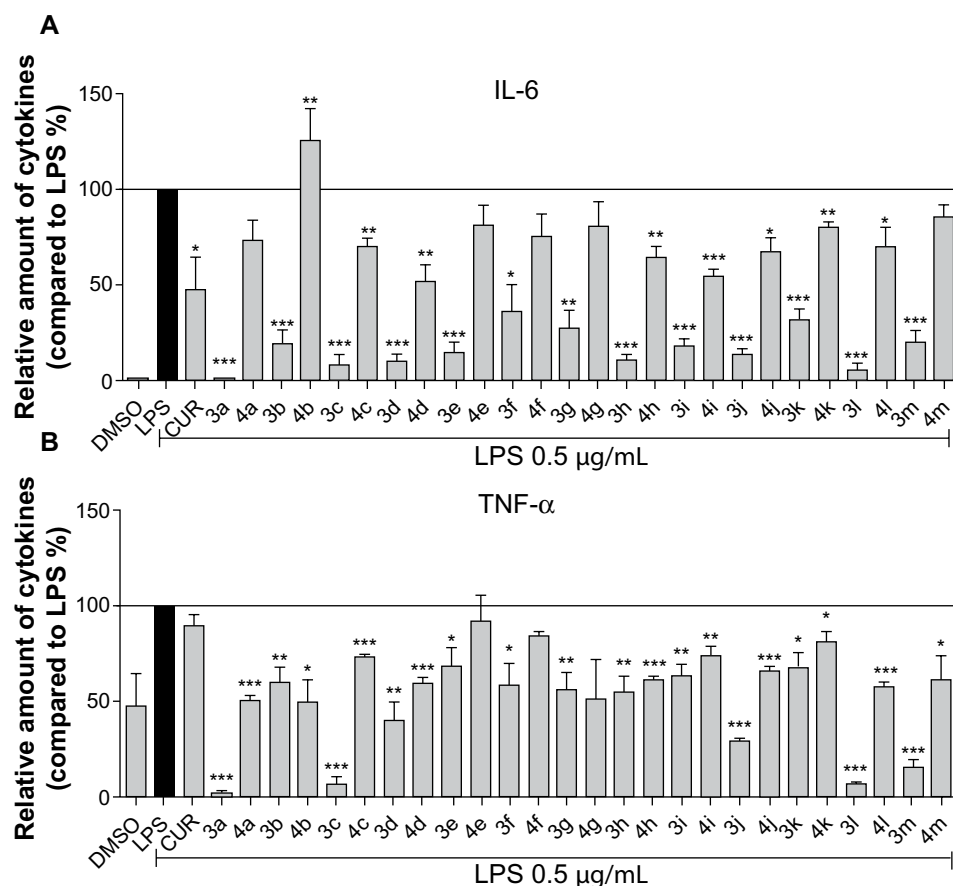 A
IL-6
Relative amount of cytokines
(compared to LPS %)
150
100
50
0
* *** *** ** *** ** *** ** *** * ** *** ** *** *** *** * *** ** *** * ***
DMSO LPS CUR 3a 4a 3b 4b 3c 4c 3d 4d 3e 4e 3f 4f 3g 4g 3h 4h 3i 4i 3j 4j 3k 4k 3l 4l 3m 4m
LPS 0.5 µg/mL
B
TNF-α
Relative amount of cytokines
(compared to LPS %)
150
100
50
0
*** *** ** * *** *** ** *** * * ** ** *** ** ** *** *** * * *** *** *** *
DMSO LPS CUR 3a 4a 3b 4b 3c 4c 3d 4d 3e 4e 3f 4f 3g 4g 3h 4h 3i 4i 3j 4j 3k 4k 3l 4l 3m 4m
LPS 0.5 µg/mL